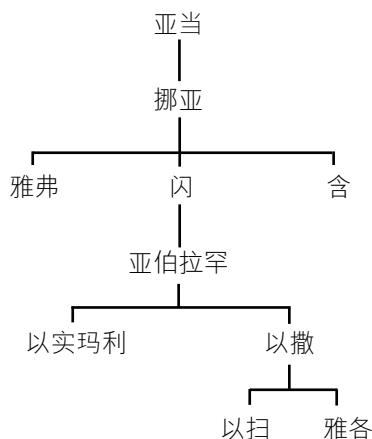 亚当
挪亚
雅弗 闪 含
亚伯拉罕
以实玛利 以撒
以扫 雅各